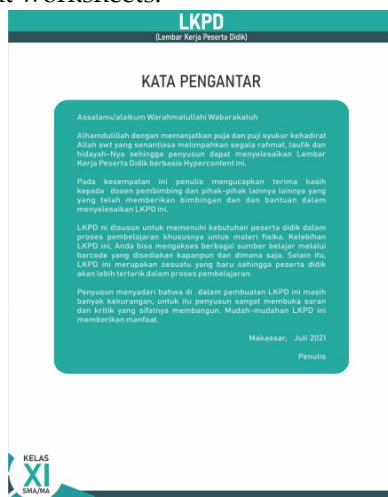 nt worksheets.
LKPD
(Lembar Kerja Peserta Didik)
KATA PENGANTAR
Assalamu'alaikum Warahmatullahi Wabarakatuh
Alhamdulillah dengan memanjatkan puja dan puji syukur kehadirat
Allah swt yang senantiasa melimpahkan segala rahmat, taufik dan
hidayah-Nya sehingga penyusun dapat menyelesaikan Lembar
Kerja Peserta Didik berbasis Hypercontent ini.
Pada kesempatan ini penulis mengucapkan terima kasih
kepada dosen pembimbing dan pihak-pihak lainnya lainnya yang
yang telah memberikan bimbingan dan dan bantuan dalam
menyelesaikan LKPD ini.
LKPD ni disusun untuk memenuhi kebutuhan peserta didik dalam
proses pembelajaran khususnya untuk materi fisika. Kelebihan
LKPD ini, Anda bisa mengakses berbagai sumber belajar melalui
barcode yang disediakan kapanpun dan dimana saja. Selain itu,
LKPD ini merupakan sesuatu yang baru sehingga peserta didik
akan lebih tertarik dalam proses pembelajaran.
Penyusun menyadari bahwa di dalam pembuatan LKPD ini masih
banyak kekurangan, untuk itu penyusun sangat membuka saran
dan kritik yang sifatnya membangun. Mudah-mudahan LKPD ini
memberikan manfaat.
Makassar, Juli 2021
Penulis
KELAS
XI
SMA/MA